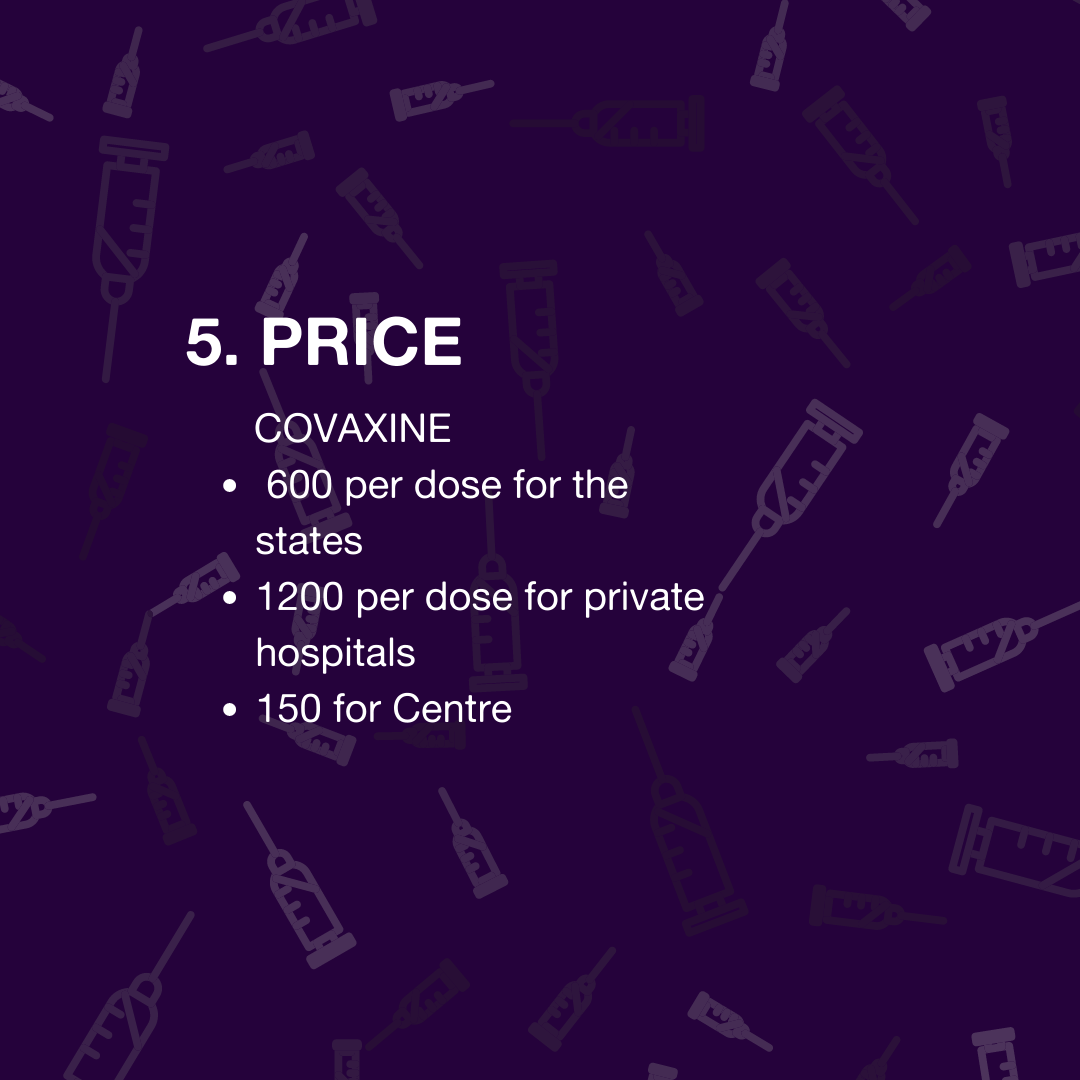 5. PRICE
COVAXINE
• 600 per dose for the
states
• 1200 per dose for private
hospitals
• 150 for Centre